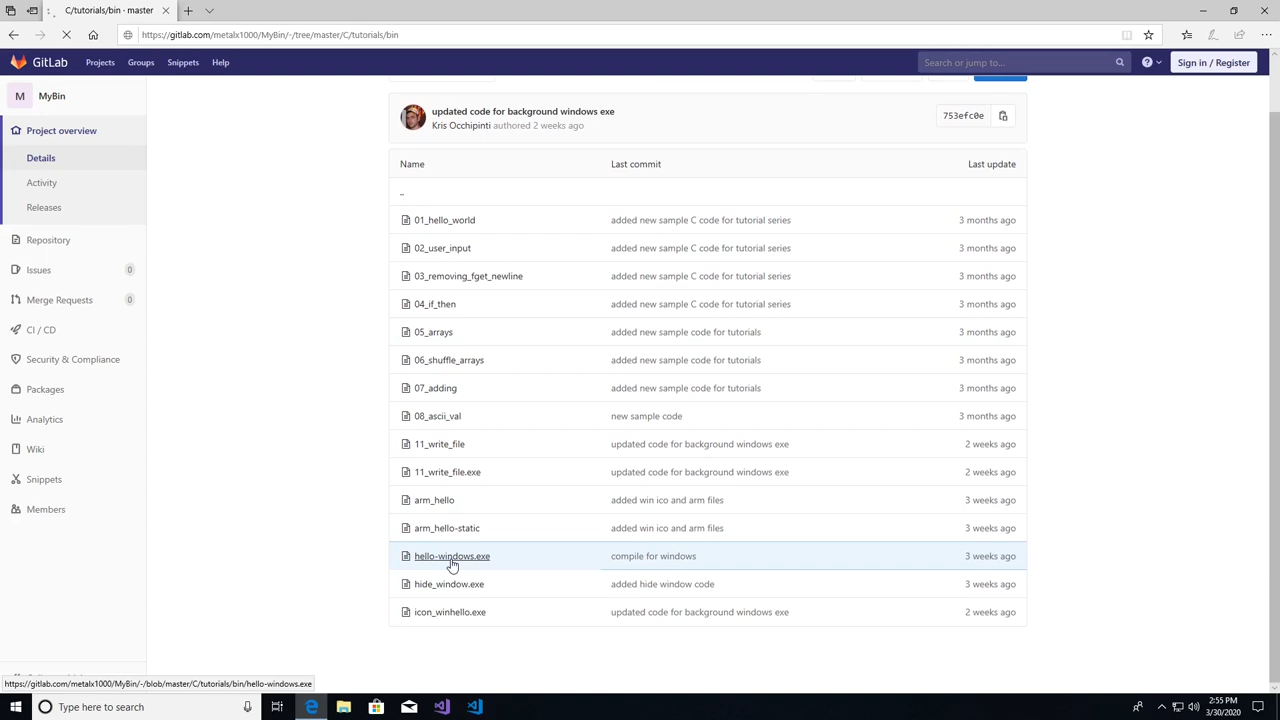 C/tutorials/bin · master
https://gitlab.com/metalx1000/MyBin/-/tree/master/C/tutorials/bin
GitLab Projects Groups Snippets Help Search or jump to... Sign in / Register
M MyBin
Project overview
Details
Activity
Releases
Repository
Issues 0
Merge Requests 0
CI / CD
Security & Compliance
Packages
Analytics
Wiki
Snippets
Members
updated code for background windows exe
Kris Occhipinti authored 2 weeks ago
753efc0e
Name Last commit Last update
..
01_hello_world added new sample C code for tutorial series 3 months ago
02_user_input added new sample C code for tutorial series 3 months ago
03_removing_fget_newline added new sample C code for tutorial series 3 months ago
04_if_then added new sample C code for tutorial series 3 months ago
05_arrays added new sample code for tutorials 3 months ago
06_shuffle_arrays added new sample code for tutorials 3 months ago
07_adding added new sample code for tutorials 3 months ago
08_ascii_val new sample code 3 months ago
11_write_file updated code for background windows exe 2 weeks ago
11_write_file.exe updated code for background windows exe 2 weeks ago
arm_hello added win ico and arm files 3 weeks ago
arm_hello-static added win ico and arm files 3 weeks ago
hello-windows.exe compile for windows 3 weeks ago
hide_window.exe added hide window code 3 weeks ago
icon_winhello.exe updated code for background windows exe 2 weeks ago
https://gitlab.com/metalx1000/MyBin/-/blob/master/C/tutorials/bin/hello-windows.exe
Type here to search
2:55 PM
3/30/2020